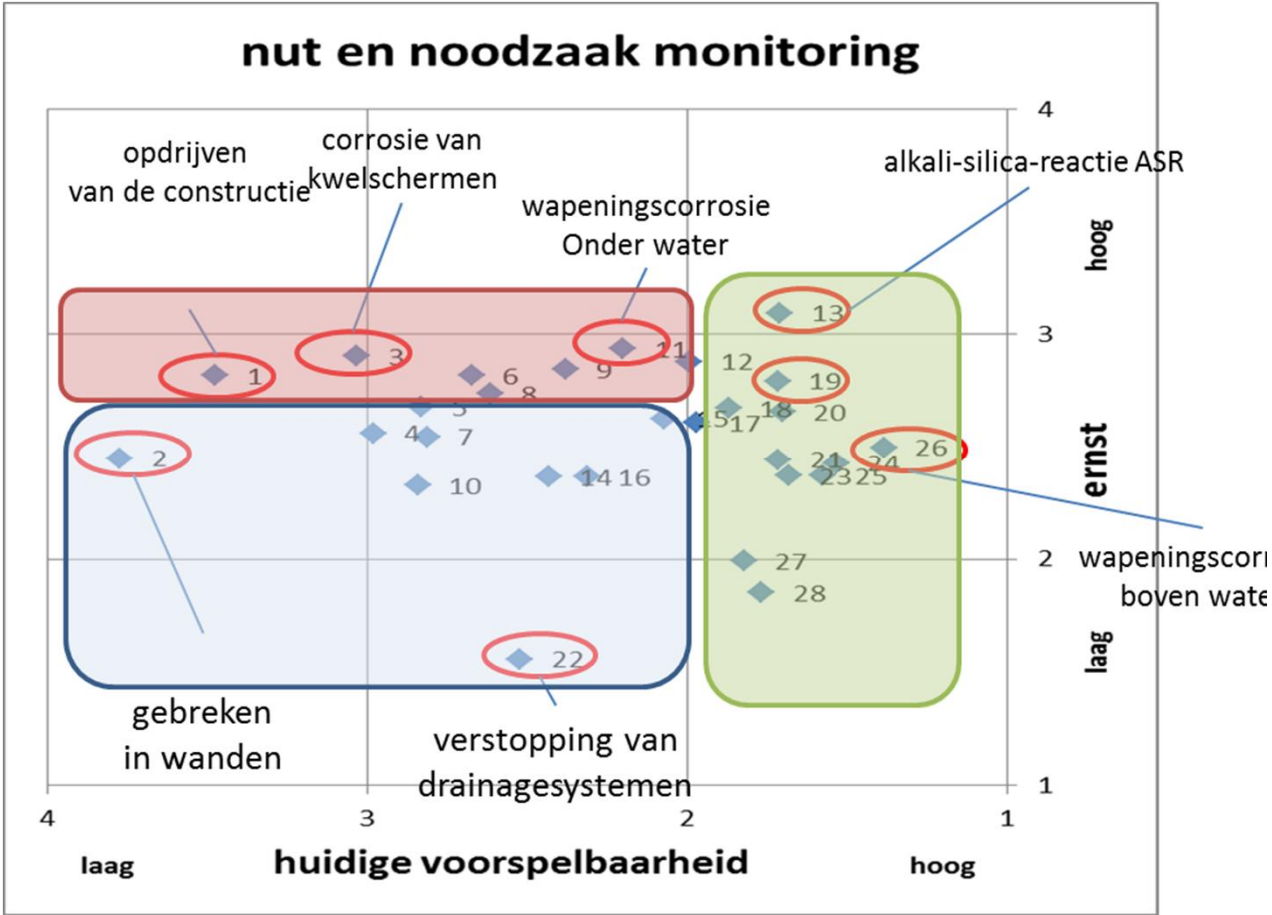 nut en noodzaak monitoring
4
opdrijven
van de constructie
corrosie van
kwelschermen
wapeningscorrosie
Onder water
alkali-silica-reactie ASR
hoog
13
3
11
12
3
9
1
6
19
8
5
18
20
15
17
4
7
26
ernst
2
21
24
10
14
16
23
25
27
2
28
wapeningscorr
boven wate
22
laag
gebreken
in wanden
verstopping van
drainagesystemen
1
4
3
2
1
laag
huidige voorspelbaarheid
hoog